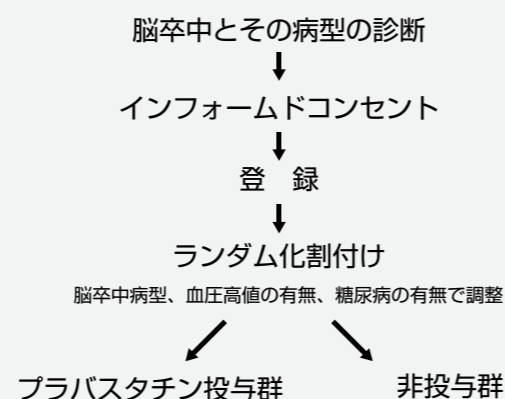 脳卒中とその病型の診断
インフォームドコンセント
登　録
ランダム化割付け
脳卒中病型、血圧高値の有無、糖尿病の有無で調整
プラバスタチン投与群　非投与群